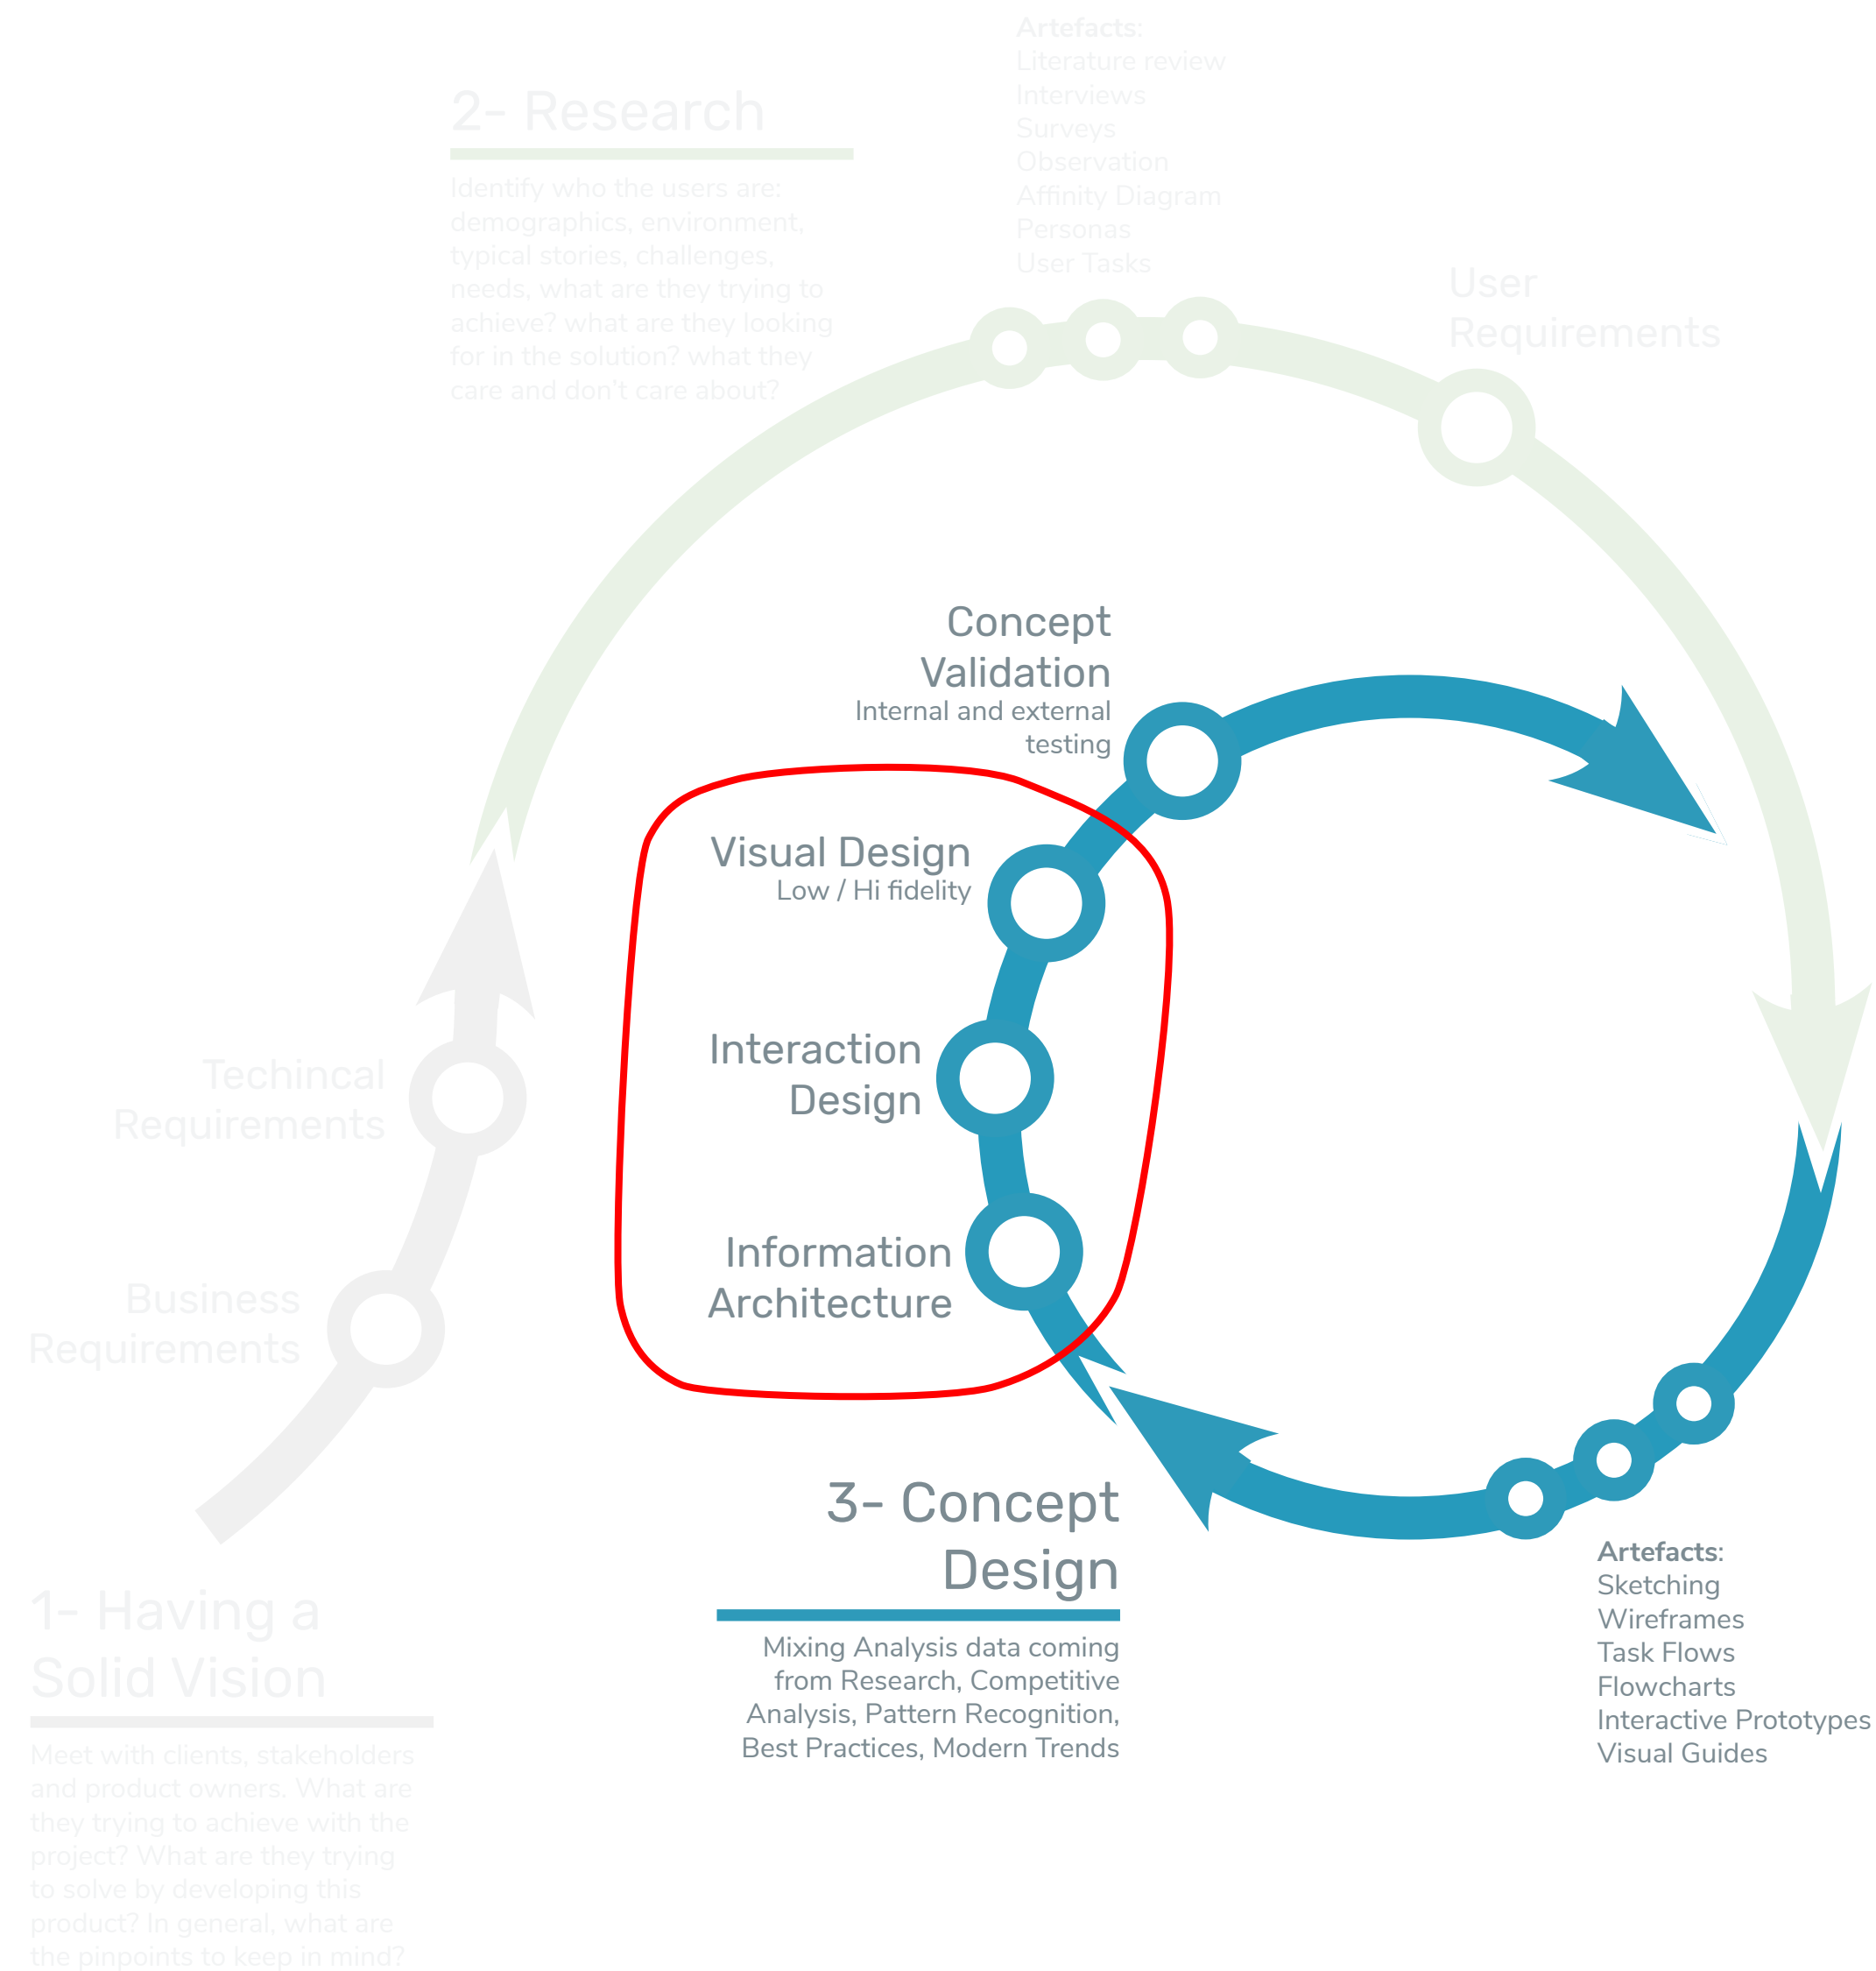 Artefacts:
Literature review
Interviews
Surveys
Observation
Affinity Diagram
Personas
User Tasks
2- Research
Identify who the users are:
demographics, environment,
typical stories, challenges,
needs, what are they trying to
achieve? what are they looking
for in the solution? what they
care and don’t care about?
User
Requirements
Concept
Validation
Internal and external
testing
Visual Design
Low / Hi fidelity
Interaction
Design
Information
Architecture
Techincal
Requirements
Business
Requirements
3- Concept
Design
Mixing Analysis data coming
from Research, Competitive
Analysis, Pattern Recognition,
Best Practices, Modern Trends
Artefacts:
Sketching
Wireframes
Task Flows
Flowcharts
Interactive Prototypes
Visual Guides
1- Having a
Solid Vision
Meet with clients, stakeholders
and product owners. What are
they trying to achieve with the
project? What are they trying
to solve by developing this
product? In general, what are
the pinpoints to keep in mind?